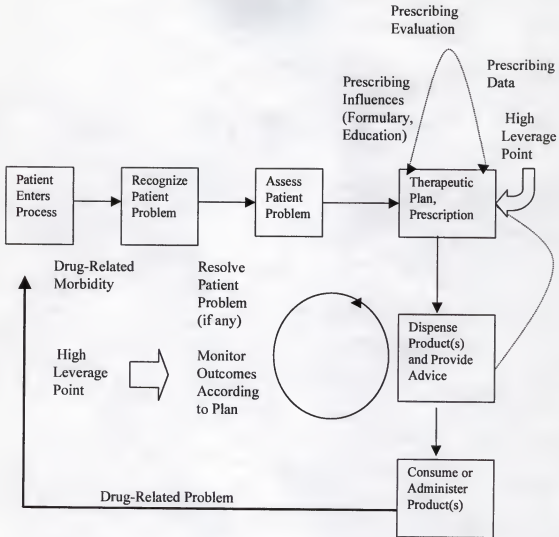 Prescribing
Evaluation
Prescribing
Data
Prescribing
Influences
(Formulary,
Education)
High
Leverage
Point
Patient
Enters
Process
Recognize
Patient
Problem
Assess
Patient
Problem
Therapeutic
Plan,
Prescription
Drug-Related
Morbidity
Resolve
Patient
Problem
(if any)
High
Leverage
Point
Monitor
Outcomes
According
to Plan
Dispense
Product(s)
and Provide
Advice
Consume or
Administer
Product(s)
Drug-Related Problem